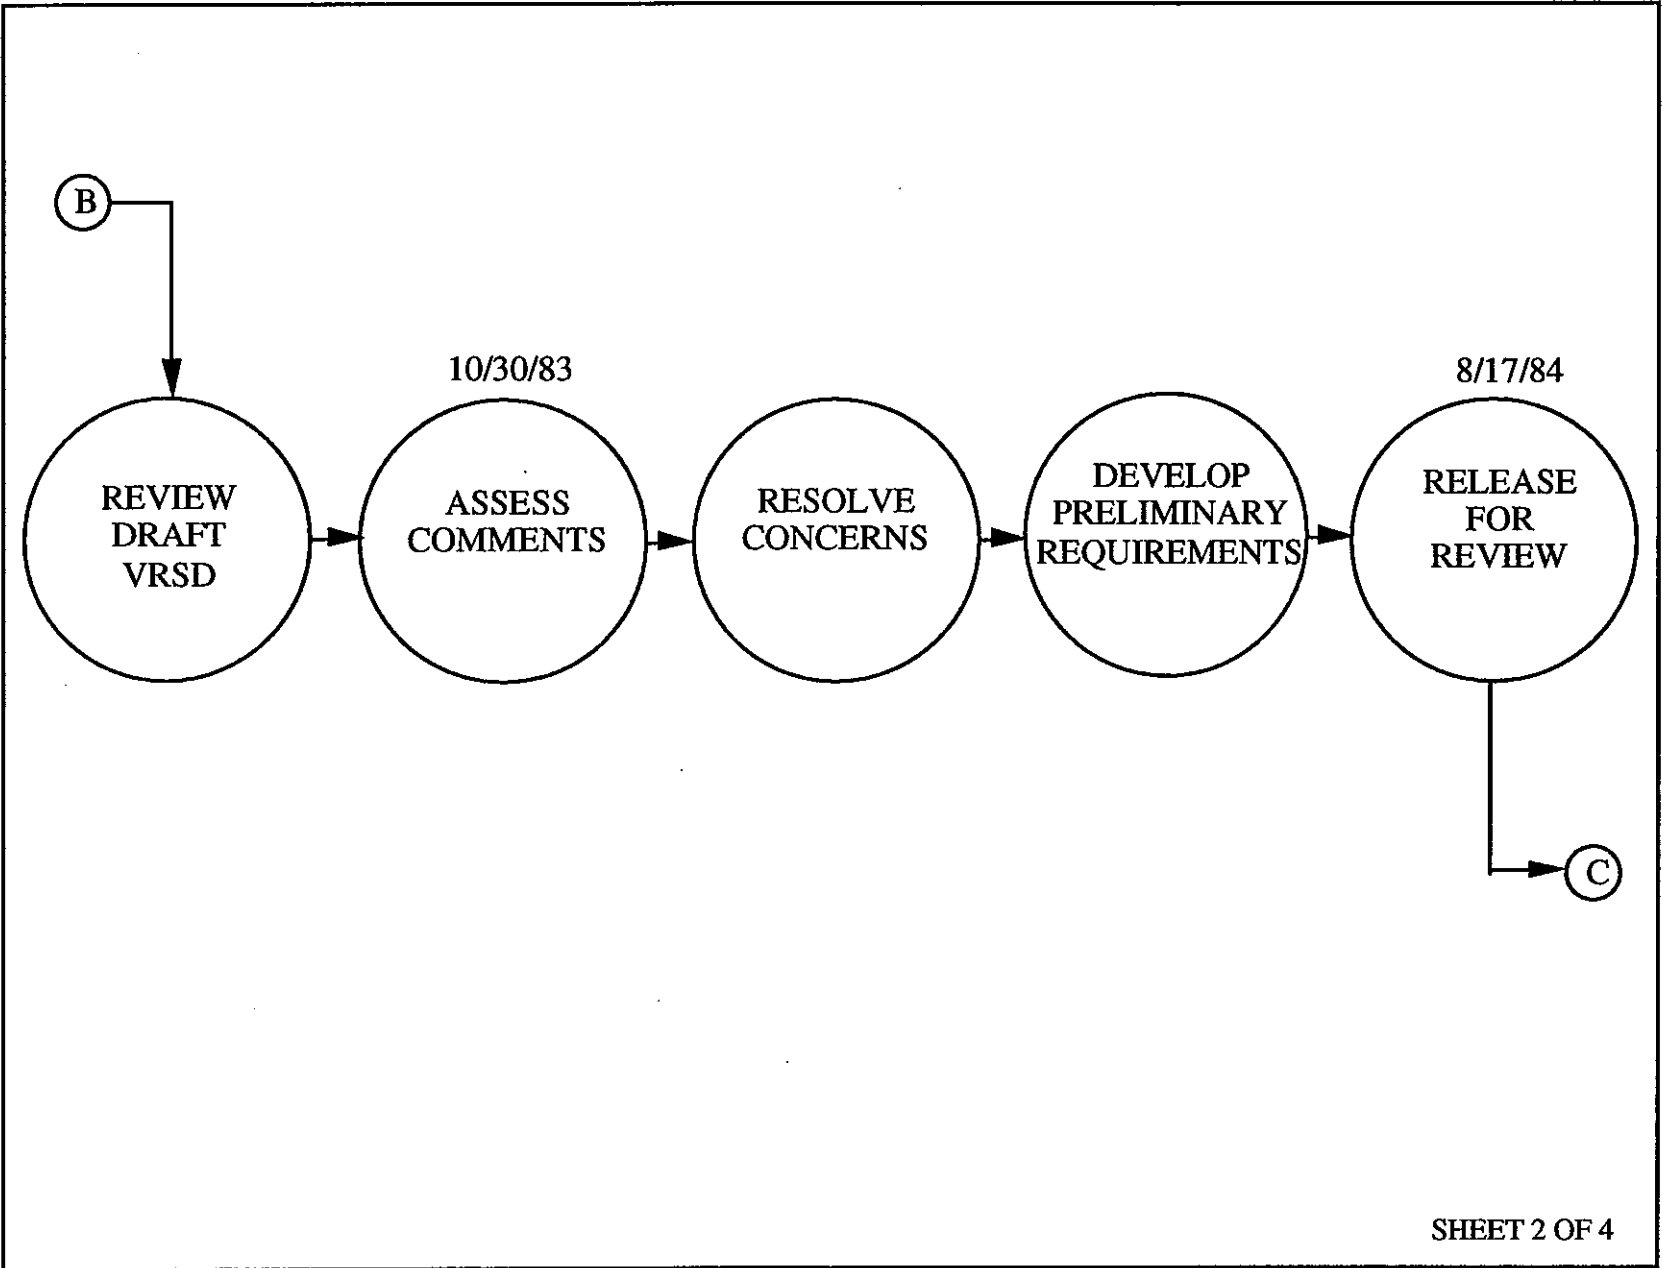 B
10/30/83
8/17/84
REVIEW
DRAFT
VRSD
ASSESS
COMMENTS
RESOLVE
CONCERNS
DEVELOP
PRELIMINARY
REQUIREMENTS
RELEASE
FOR
REVIEW
C
SHEET 2 OF 4